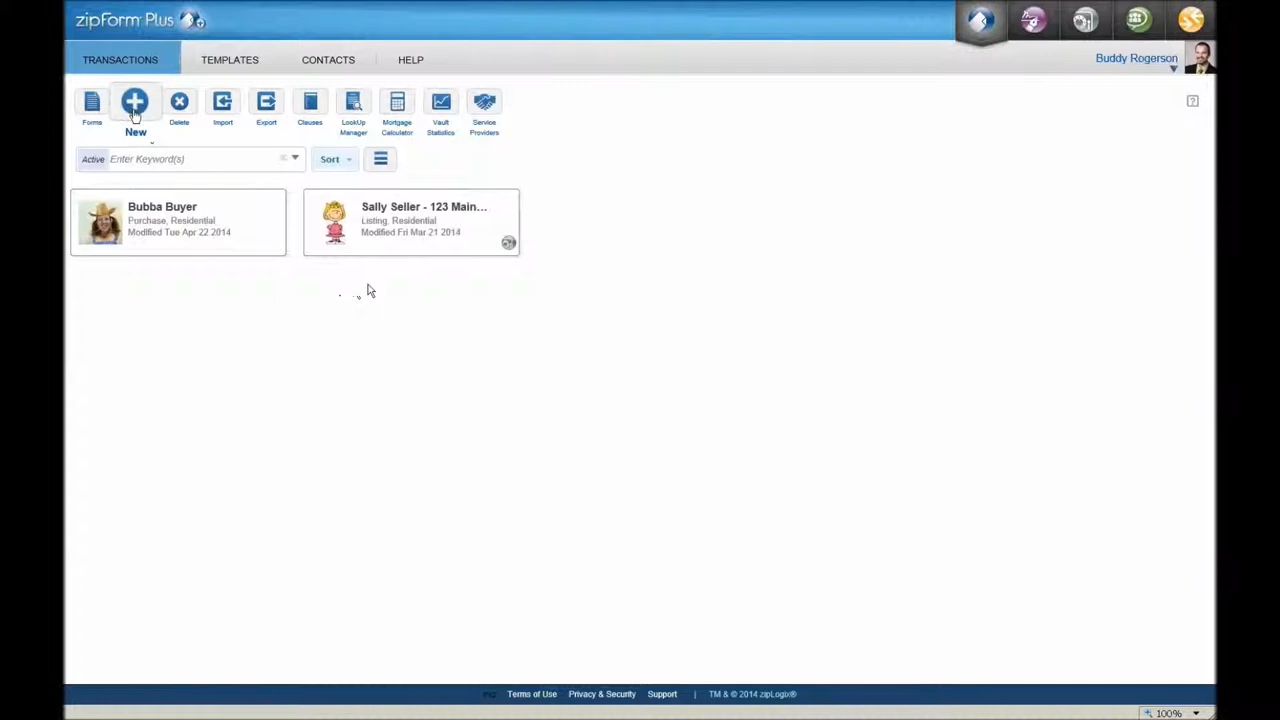 zipForm Plus
TRANSACTIONS TEMPLATES CONTACTS HELP
Buddy Rogerson
Forms New Delete Import Export Clauses LookUp Manager Mortgage Calculator Vault Statistics Service Providers
Active Enter Keyword(s) Sort
Bubba Buyer
Purchase, Residential
Modified Tue Apr 22 2014
Sally Seller - 123 Main...
Listing, Residential
Modified Fri Mar 21 2014
Terms of Use Privacy & Security Support | TM & © 2014 zipLogix®
100%